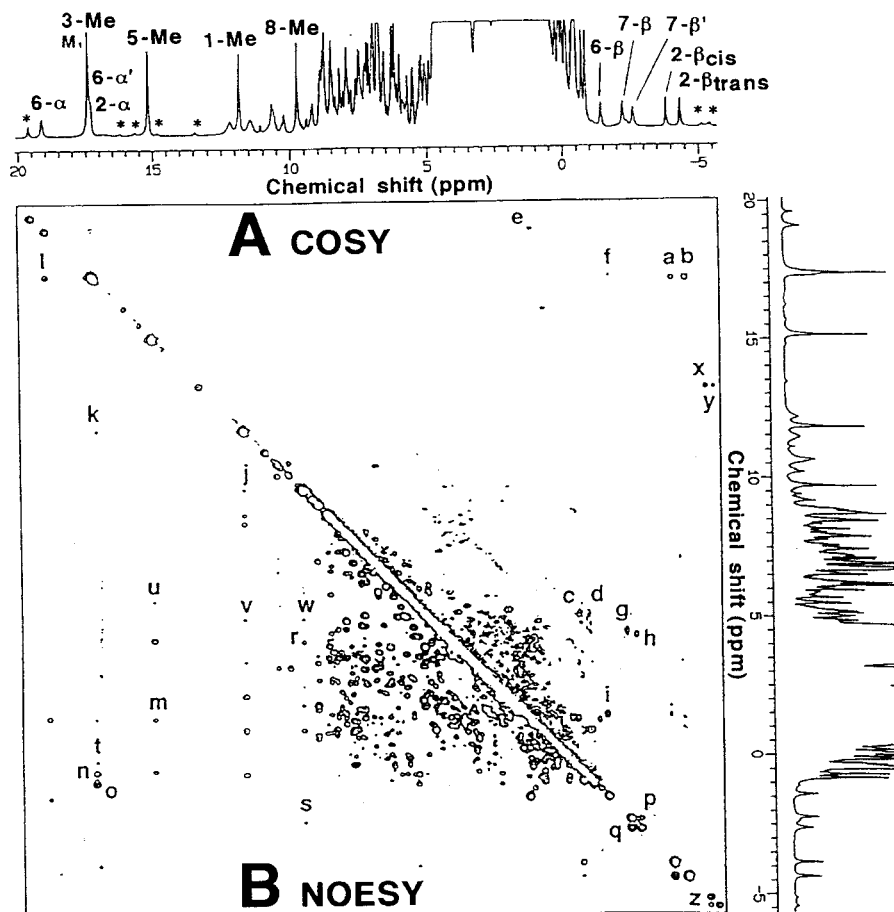 3-Me
M₁
5-Me
1-Me
8-Me
6-α
6-α'
2-α
* * * * *
6-β
7-β
7-β'
2-βcis
2-βtrans
* *
20 15 10 5 0 -5
Chemical shift (ppm)
A COSY
e
f a b
l
x
y
k
j
u v w
r
c d g
h
m
i
t
n
o
s
p
q
z
B NOESY
20 15 10 5 0 -5
Chemical shift (ppm)